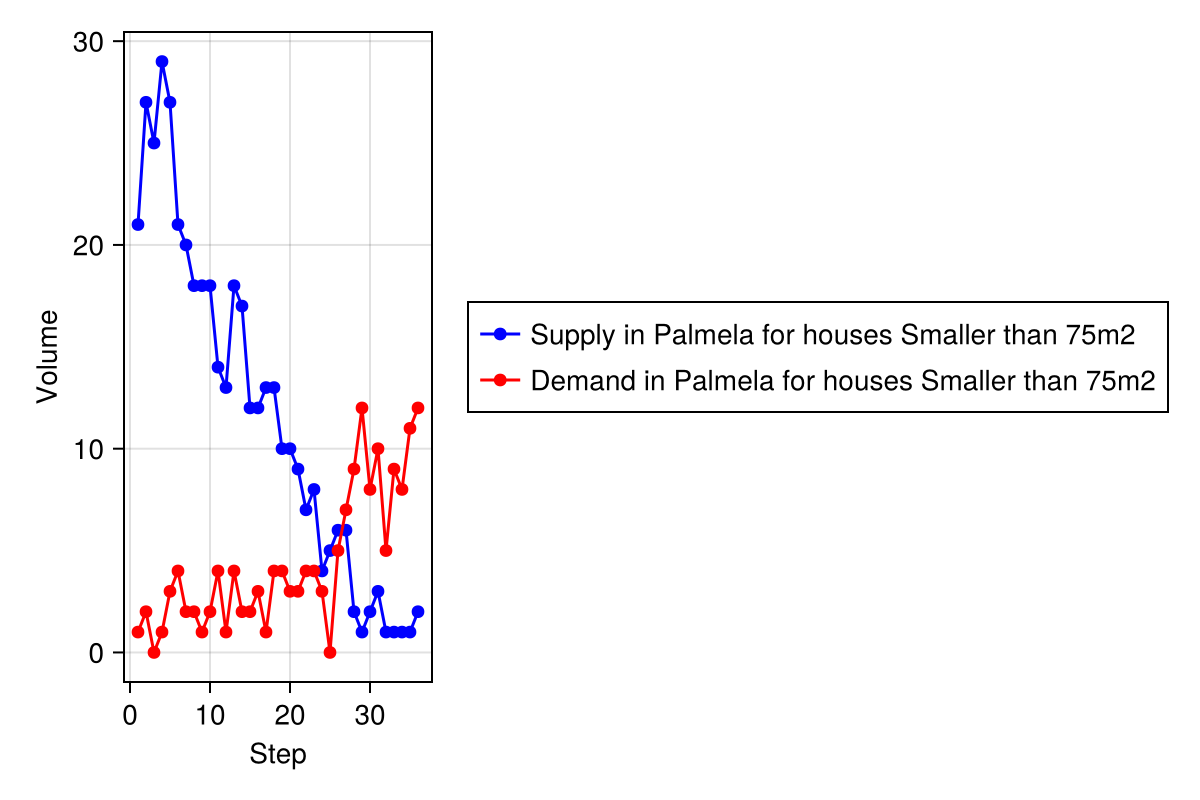 30
20
10
0
Volume
0 10 20 30
Step
Supply in Palmela for houses Smaller than 75m2
Demand in Palmela for houses Smaller than 75m2